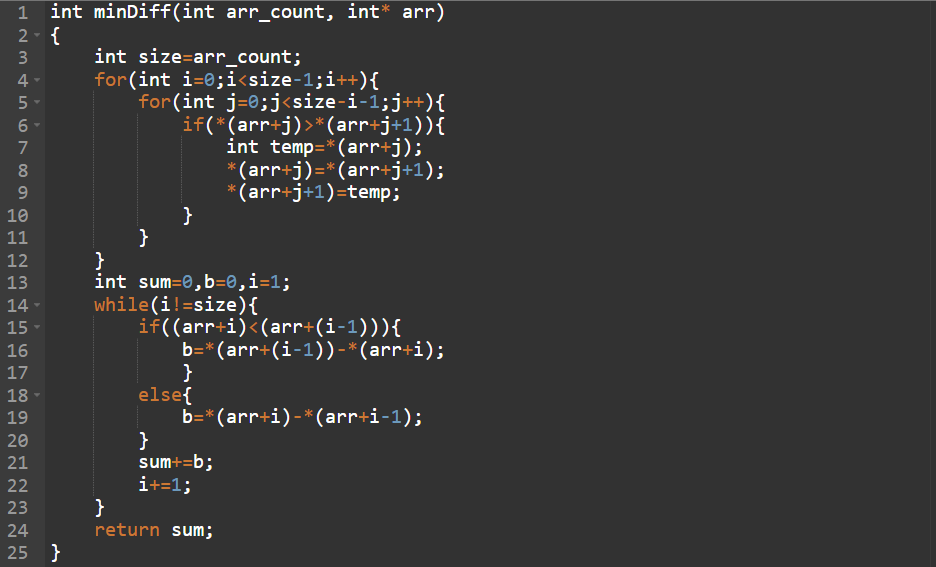 1 int minDiff(int arr_count, int* arr)
2 {
3     int size=arr_count;
4     for(int i=0;i<size-1;i++){
5         for(int j=0;j<size-i-1;j++){
6             if(*(arr+j)>*(arr+j+1)){
7                 int temp=*(arr+j);
8                 *(arr+j)=*(arr+j+1);
9                 *(arr+j+1)=temp;
10             }
11         }
12     }
13     int sum=0,b=0,i=1;
14     while(i!=size){
15         if((arr+i)<(arr+(i-1))){
16             b=*(arr+(i-1))-*(arr+i);
17             }
18         else{
19             b=*(arr+i)-*(arr+i-1);
20         }
21         sum+=b;
22         i+=1;
23     }
24     return sum;
25 }